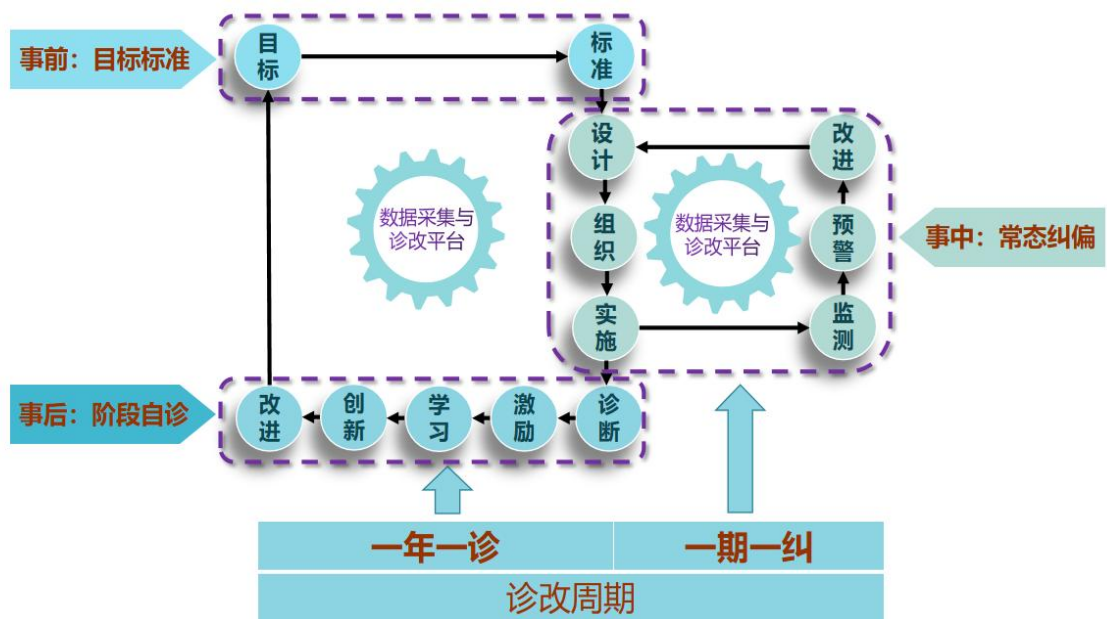 事前：目标标准
目标
标准
设计
改进
数据采集与
诊改平台
数据采集与
诊改平台
组织
预警
事中：常态纠偏
实施
监测
事后：阶段自诊
改进
创新
学习
激励
诊断
一年一诊
一期一纠
诊改周期